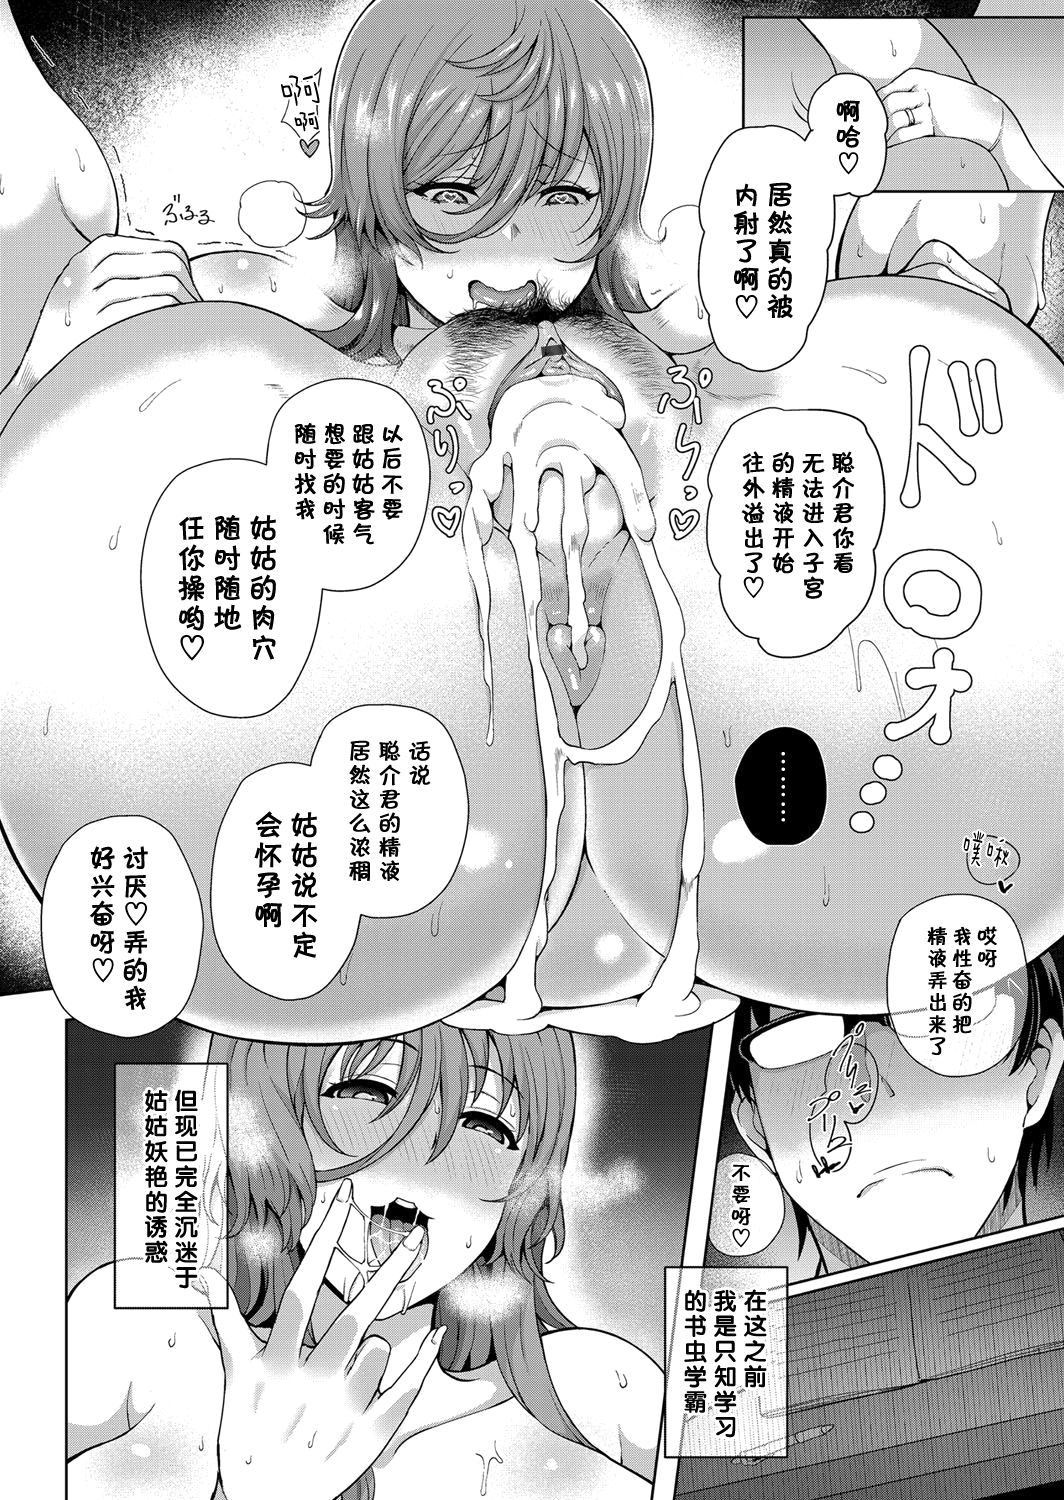 啊哈♡
居然真的被
内射了啊♡
啊
啊
♡
ぶるる
聪介君你看
无法进入子宫
的精液开始
往外溢出了♡
ドロォ...
ぷりっ♡
ぷりっ♡
以后不要
跟姑姑客气
想要的时候
随时找我
姑姑的肉穴
随时随地
任你操哟♡
………
话说
聪介君的精液
居然这么浓稠
姑姑说不定
会怀孕啊
讨厌♡弄的我
好兴奋呀♡
噗啾♡
哎呀
我性奋的把
精液弄出来了
不要呀♡
在这之前
我是只知学习
的书虫学霸
但现已完全沉迷于
姑姑妖艳的诱惑